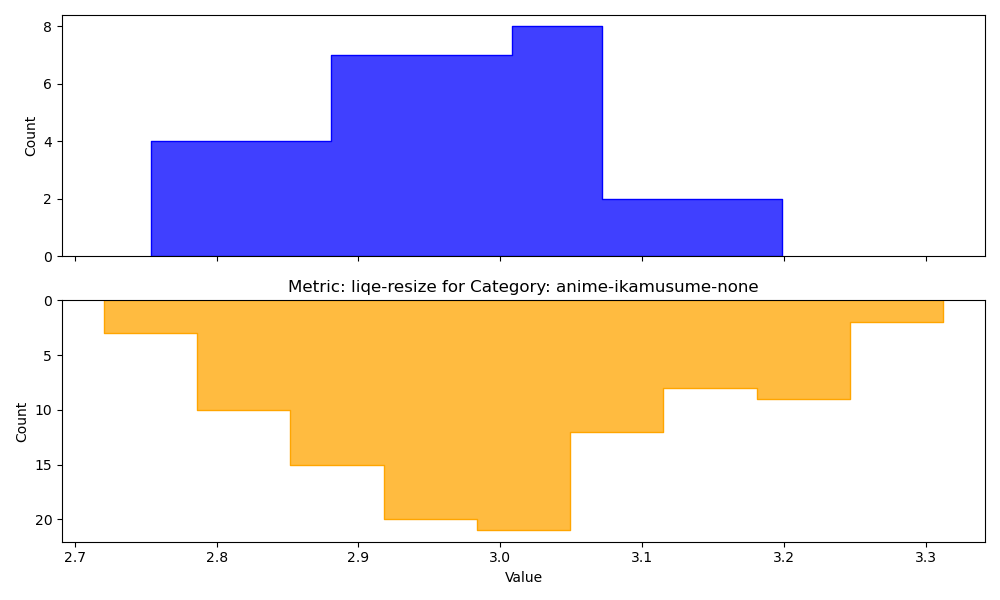 8
6
4
2
0
Count
Metric: liqe-resize for Category: anime-ikamusume-none
0
5
10
15
20
Count
2.7 2.8 2.9 3.0 3.1 3.2 3.3
Value